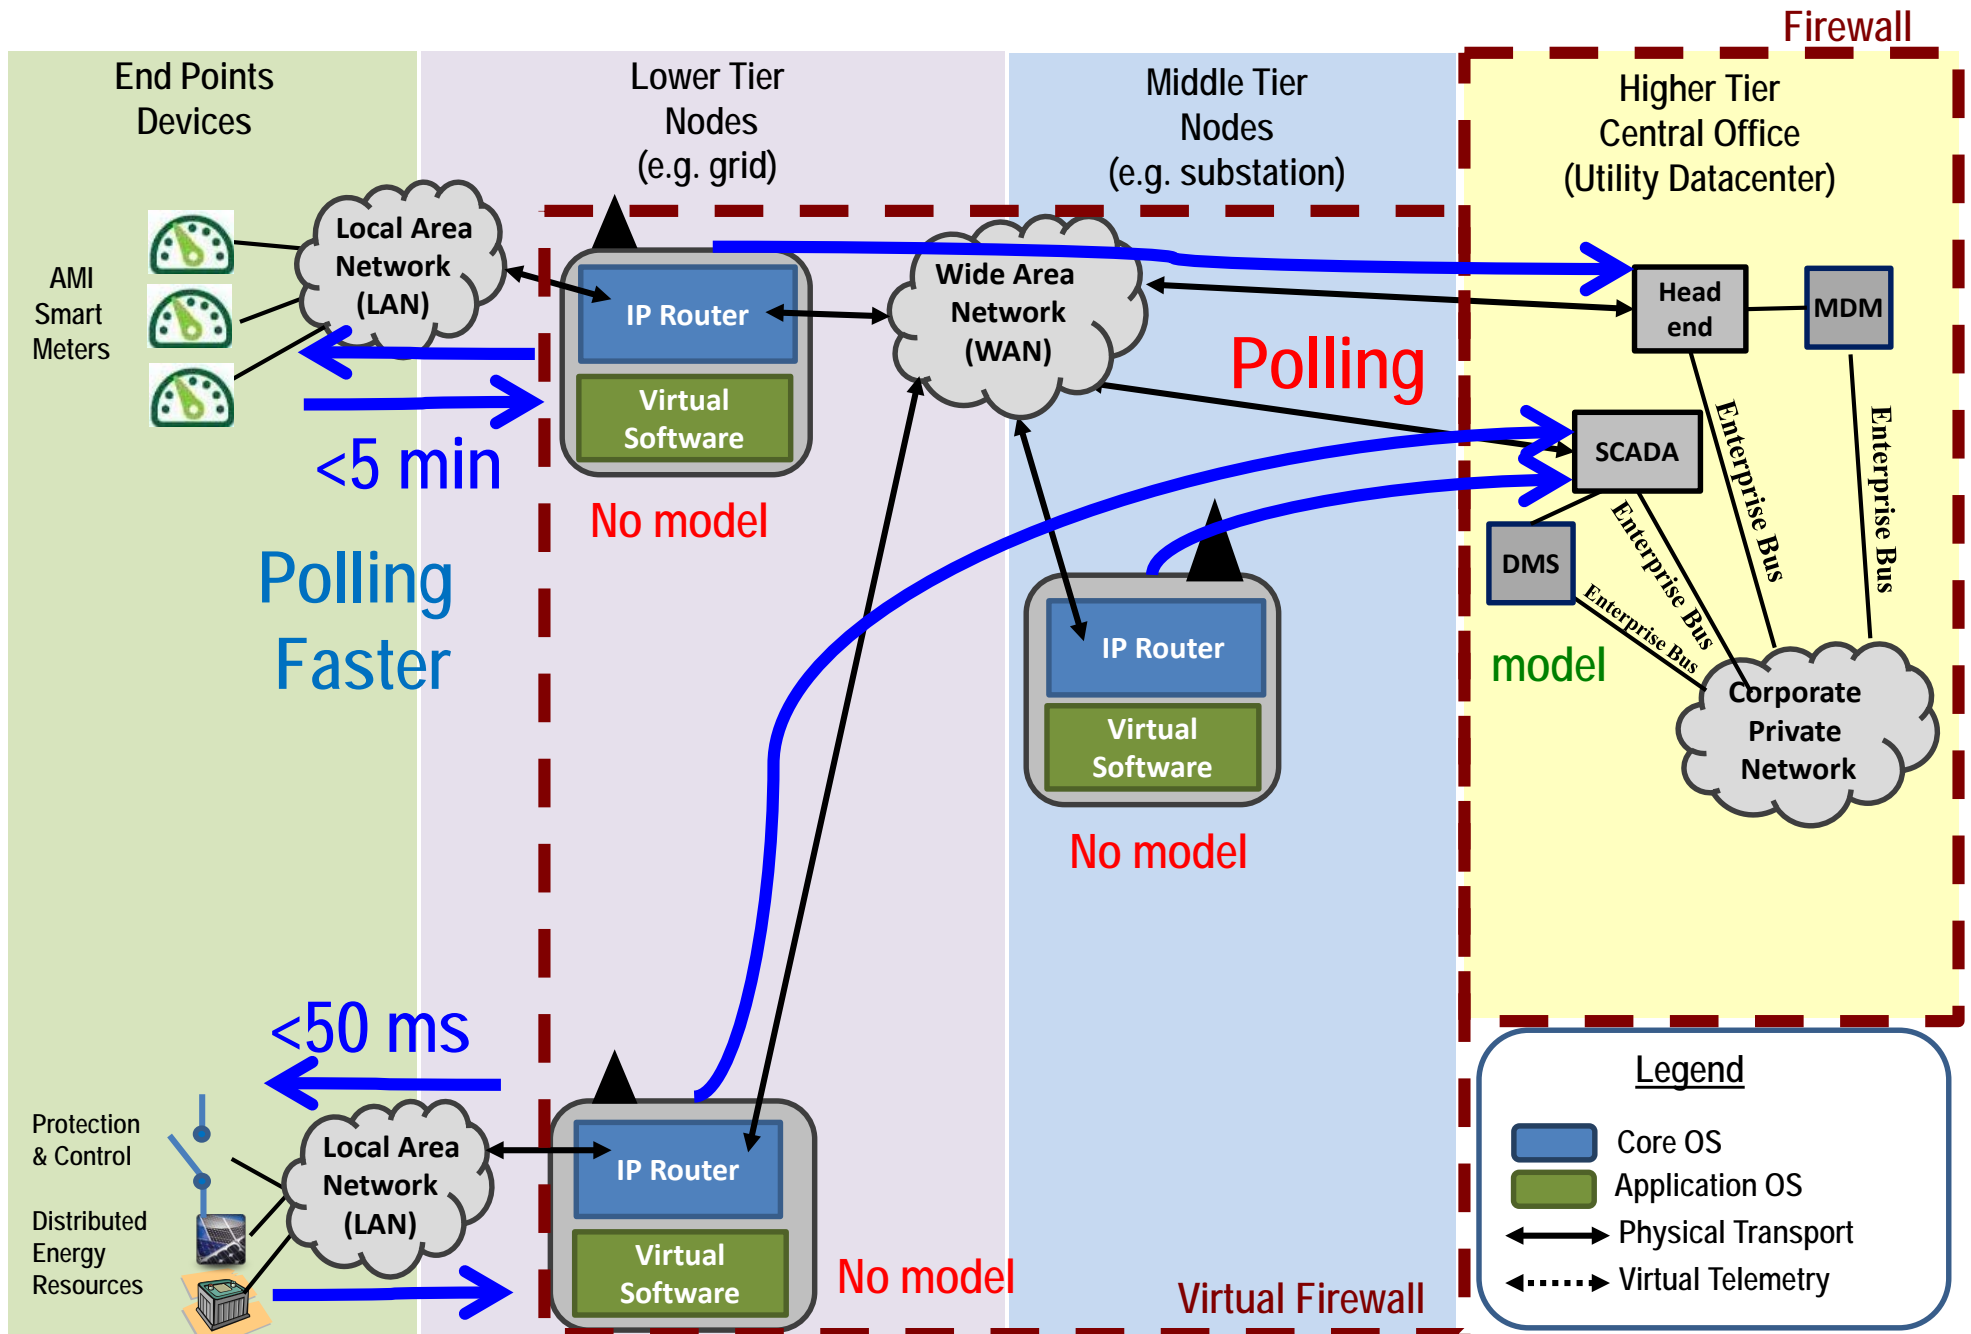 Firewall
End Points
Devices
Lower Tier
Nodes
(e.g. grid)
Middle Tier
Nodes
(e.g. substation)
Higher Tier
Central Office
(Utility Datacenter)
AMI
Smart
Meters
Local Area
Network
(LAN)
IP Router
Virtual
Software
Wide Area
Network
(WAN)
Polling
Head
end
MDM
SCADA
DMS
Enterprise Bus
Enterprise Bus
Enterprise Bus
Enterprise Bus
<5 min
No model
Polling
Faster
IP Router
Virtual
Software
No model
model
Corporate
Private
Network
<50 ms
Protection
& Control
Distributed
Energy
Resources
Local Area
Network
(LAN)
IP Router
Virtual
Software
No model
Virtual Firewall
Legend
Core OS
Application OS
Physical Transport
Virtual Telemetry